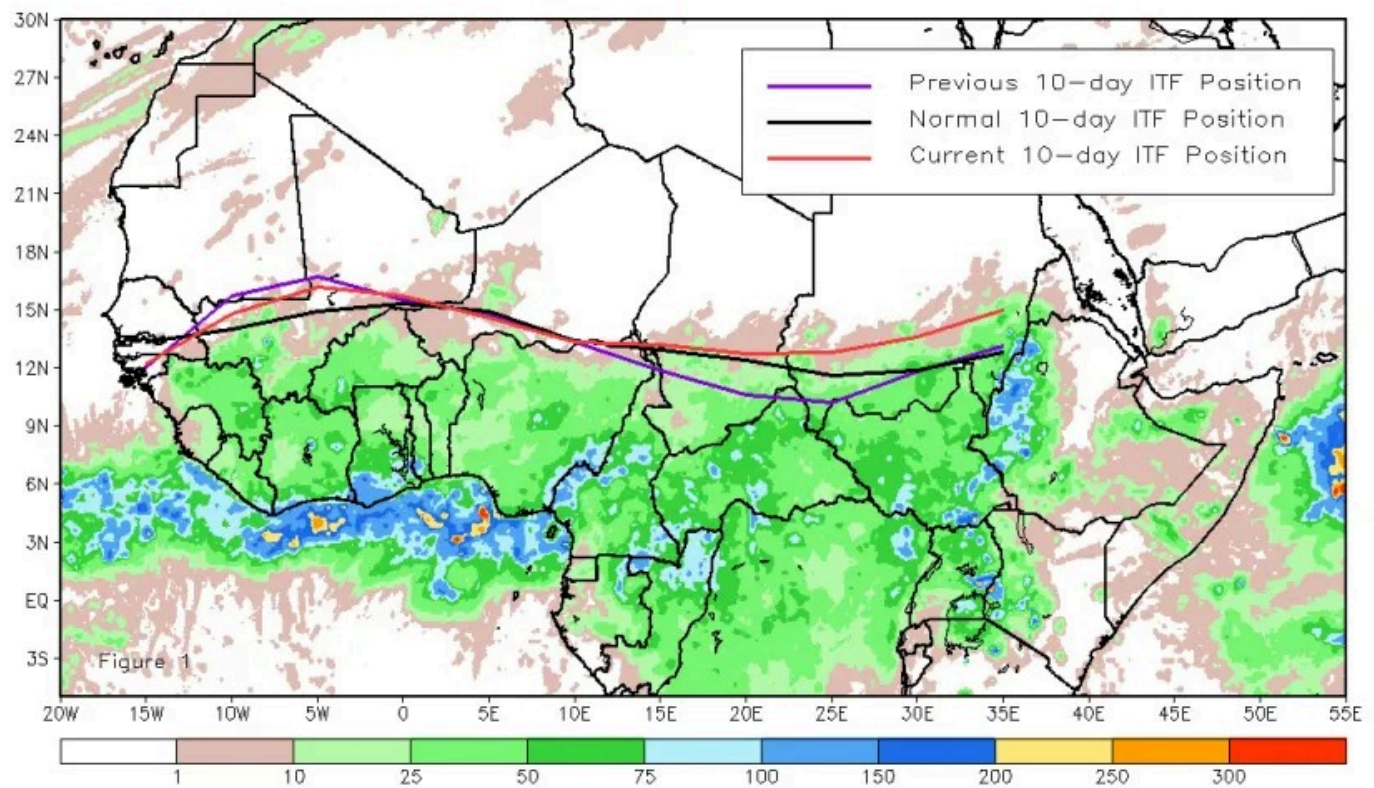 30N
27N
24N
21N
18N
15N
12N
9N
6N
3N
EQ
3S
Previous 10-day ITF Position
Normal 10-day ITF Position
Current 10-day ITF Position
Figure 1
20W 15W 10W 5W 0 5E 10E 15E 20E 25E 30E 35E 40E 45E 50E 55E
1 10 25 50 75 100 150 200 250 300